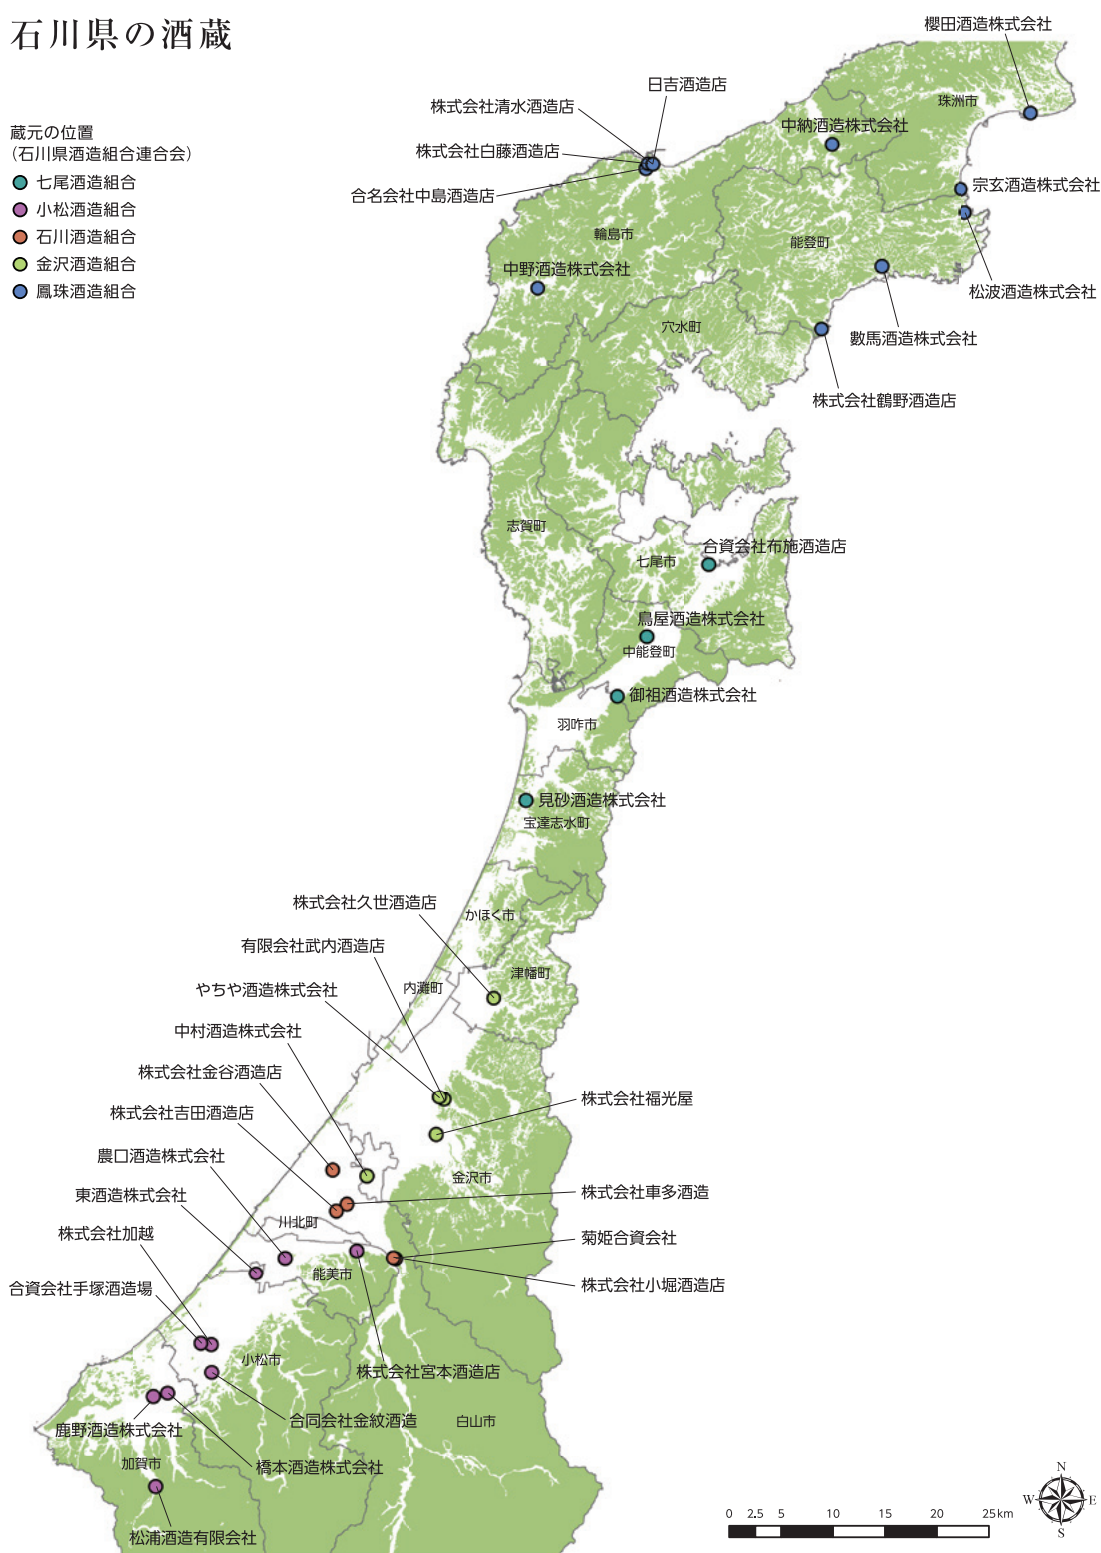 石川県の酒蔵
蔵元の位置
（石川県酒造組合連合会）
七尾酒造組合
小松酒造組合
石川酒造組合
金沢酒造組合
鳳珠酒造組合
櫻田酒造株式会社
日吉酒造店
株式会社清水酒造店
珠洲市
中納酒造株式会社
株式会社白藤酒造店
合名会社中島酒造店
宗玄酒造株式会社
輪島市
能登町
中野酒造株式会社
松波酒造株式会社
穴水町
數馬酒造株式会社
株式会社鶴野酒造店
志賀町
合資会社布施酒造店
七尾市
鳥屋酒造株式会社
中能登町
御祖酒造株式会社
羽咋市
見砂酒造株式会社
宝達志水町
株式会社久世酒造店
かほく市
有限会社武内酒造店
津幡町
内灘町
やちや酒造株式会社
中村酒造株式会社
株式会社金谷酒造店
株式会社福光屋
株式会社吉田酒造店
農口酒造株式会社
金沢市
東酒造株式会社
株式会社車多酒造
川北町
株式会社加越
菊姫合資会社
能美市
株式会社小堀酒造店
合資会社手塚酒造場
小松市
株式会社宮本酒造店
合同会社金紋酒造
白山市
鹿野酒造株式会社
加賀市
橋本酒造株式会社
松浦酒造有限会社
0 2.5 5 10 15 20 25km
N
W E
S